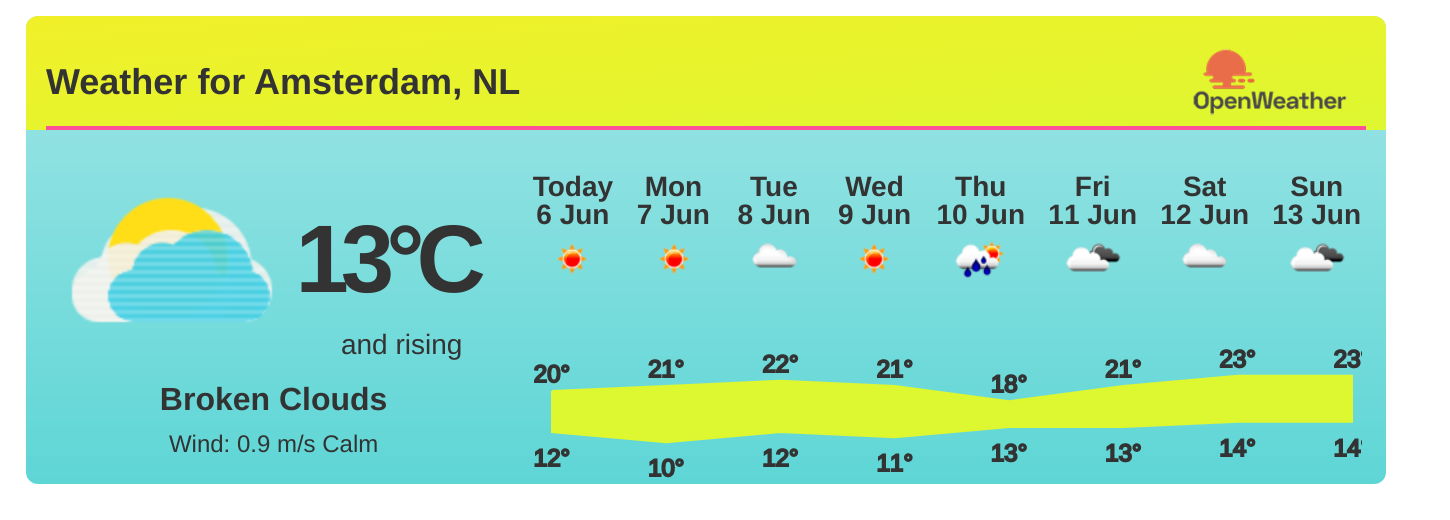 Weather for Amsterdam, NL
OpenWeather
13°C
and rising
Broken Clouds
Wind: 0.9 m/s Calm
Today Mon Tue Wed Thu Fri Sat Sun
6 Jun 7 Jun 8 Jun 9 Jun 10 Jun 11 Jun 12 Jun 13 Jun
20° 21° 22° 21° 18° 21° 23° 23°
12° 10° 12° 11° 13° 13° 14° 14